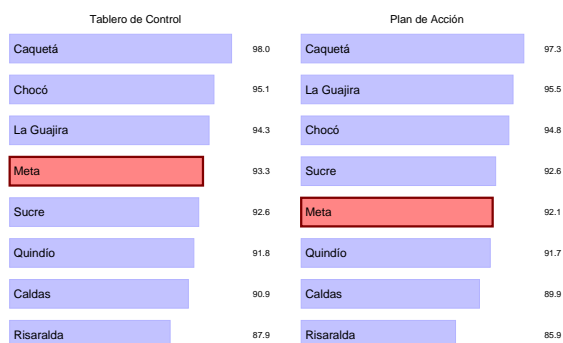 Tablero de Control
Caquetá 98.0
Chocó 95.1
La Guajira 94.3
Meta 93.3
Sucre 92.6
Quindío 91.8
Caldas 90.9
Risaralda 87.9
Plan de Acción
Caquetá 97.3
La Guajira 95.5
Chocó 94.8
Sucre 92.6
Meta 92.1
Quindío 91.7
Caldas 89.9
Risaralda 85.9